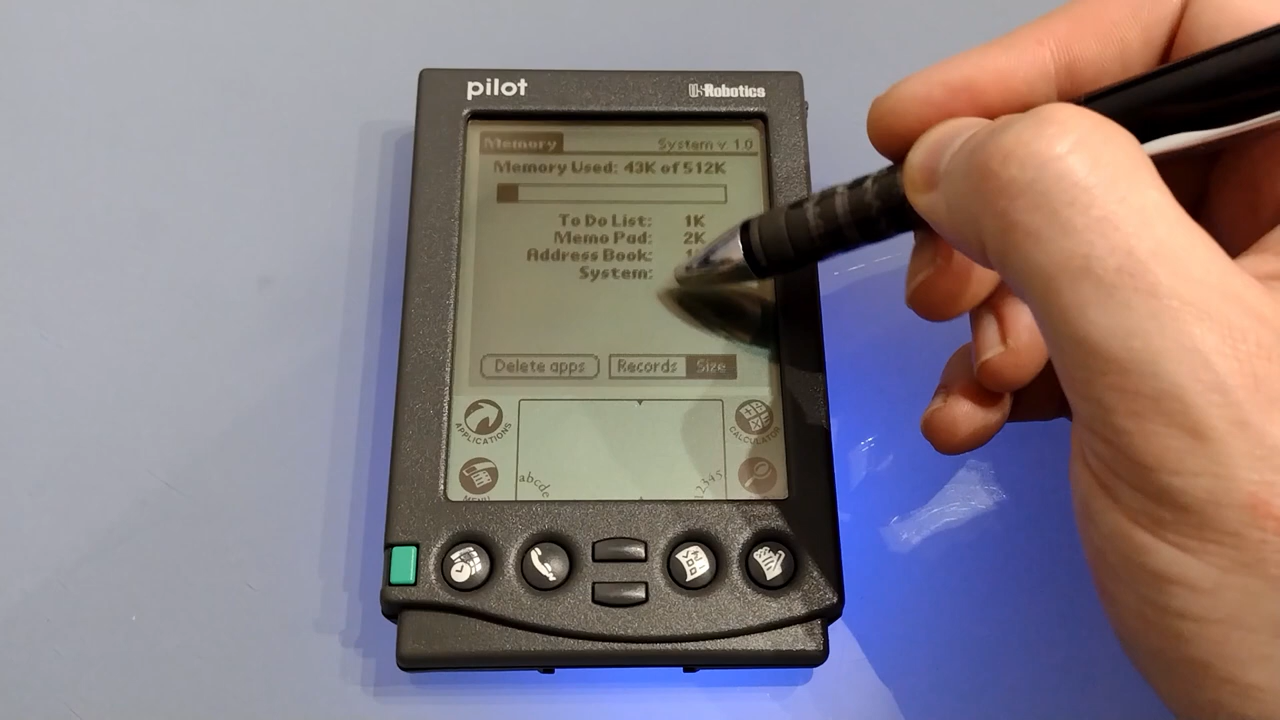 pilot
U.S. Robotics
Memory
System v. 1.0
Memory Used: 43K of 512K
To Do List: 1K
Memo Pad: 2K
Address Book:
System:
Delete apps
Records
Size
APPLICATIONS
CALCULATOR
MENU
abcde
12345